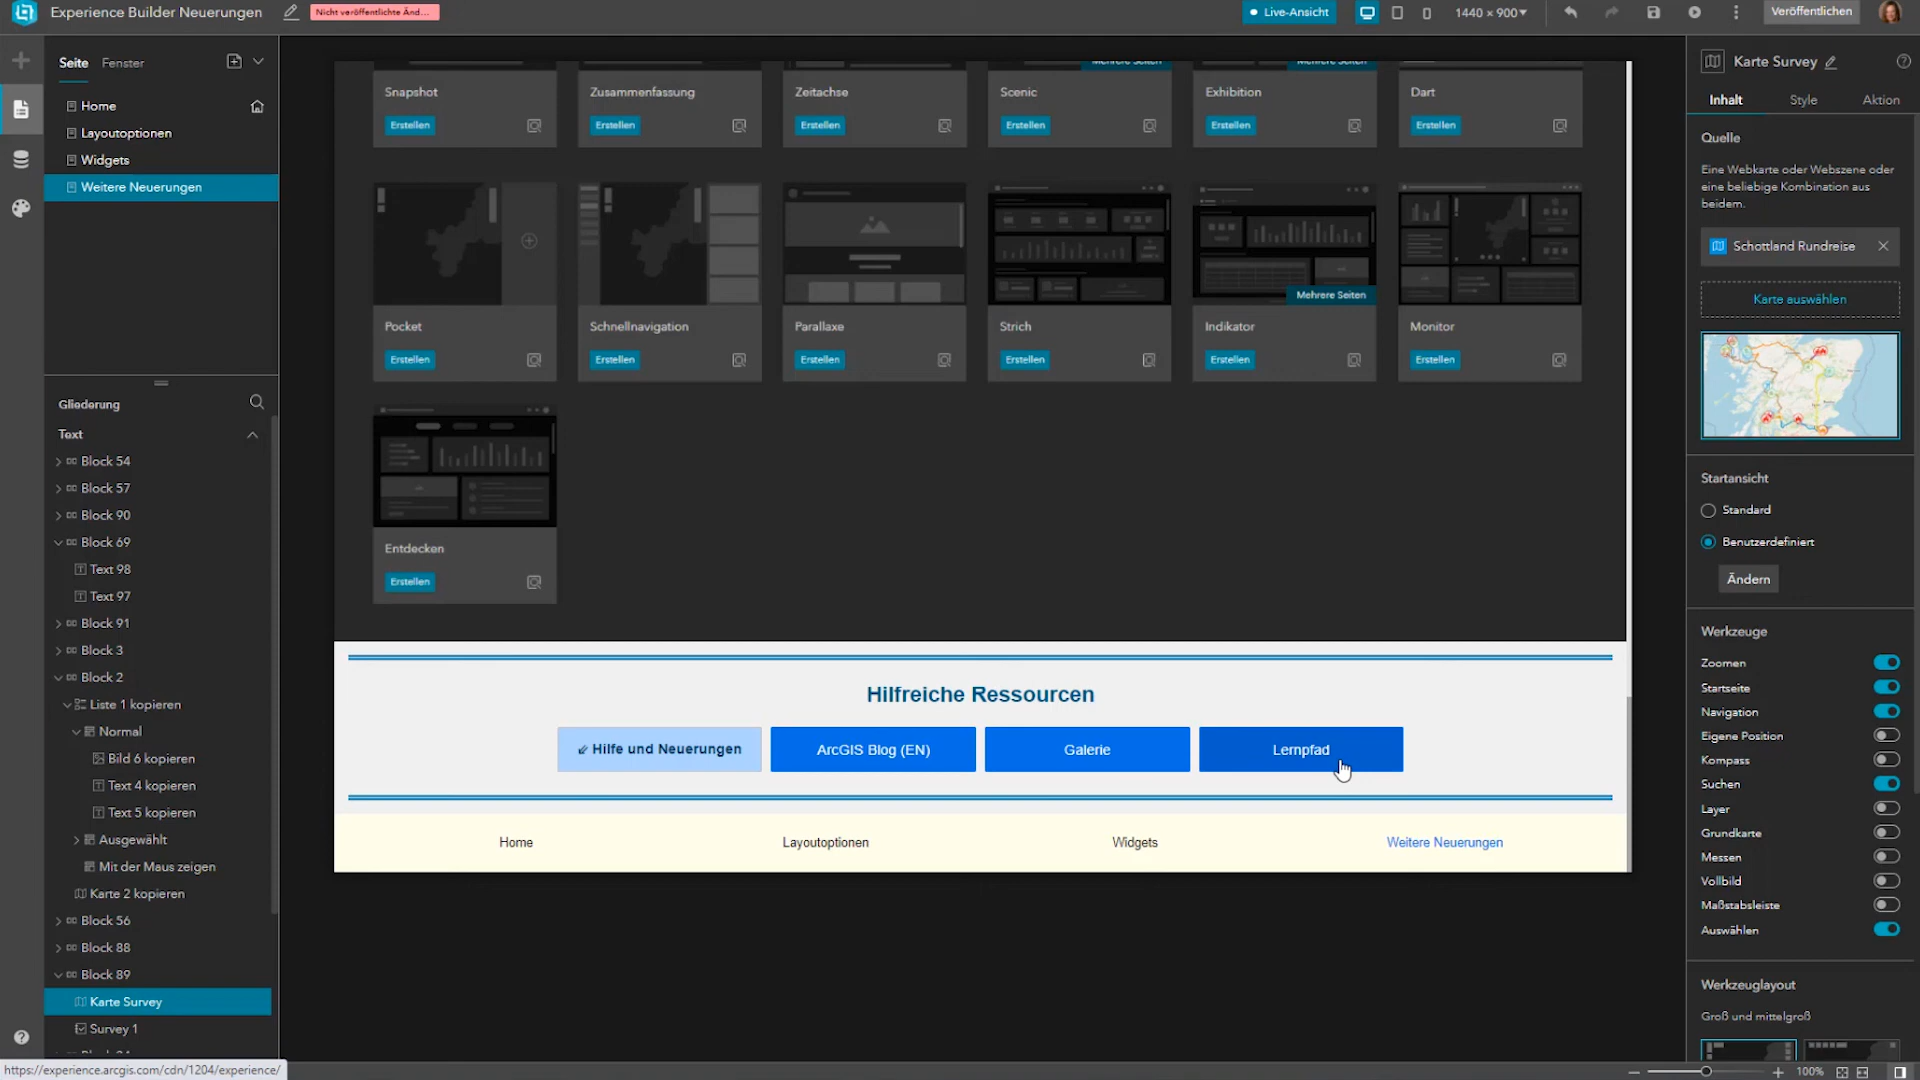 Experience Builder Neuerungen
Nicht veröffentlichte Änd...
Live-Ansicht
1440 × 900
Veröffentlichen
Seite
Fenster
Home
Layoutoptionen
Widgets
Weitere Neuerungen
Gliederung
Text
Block 54
Block 57
Block 90
Block 69
Text 98
Text 97
Block 91
Block 3
Block 2
Liste 1 kopieren
Normal
Bild 6 kopieren
Text 4 kopieren
Text 5 kopieren
Ausgewählt
Mit der Maus zeigen
Karte 2 kopieren
Block 56
Block 88
Block 89
Karte Survey
Survey 1
https://experience.arcgis.com/cdn/1204/experience/
Mehrere Seiten
Mehrere Seiten
Snapshot
Zusammenfassung
Zeitachse
Scenic
Exhibition
Dart
Erstellen
Erstellen
Erstellen
Erstellen
Erstellen
Erstellen
Mehrere Seiten
Pocket
Schnellnavigation
Parallaxe
Strich
Indikator
Monitor
Erstellen
Erstellen
Erstellen
Erstellen
Erstellen
Erstellen
Entdecken
Erstellen
Hilfreiche Ressourcen
Hilfe und Neuerungen
ArcGIS Blog (EN)
Galerie
Lernpfad
Home
Layoutoptionen
Widgets
Weitere Neuerungen
Karte Survey
Inhalt
Style
Aktion
Quelle
Eine Webkarte oder Webszene oder
eine beliebige Kombination aus
beidem.
Schottland Rundreise
Karte auswählen
Startansicht
Standard
Benutzerdefiniert
Ändern
Werkzeuge
Zoomen
Startseite
Navigation
Eigene Position
Kompass
Suchen
Layer
Grundkarte
Messen
Vollbild
Maßstabsleiste
Auswählen
Werkzeuglayout
Groß und mittelgroß
100%